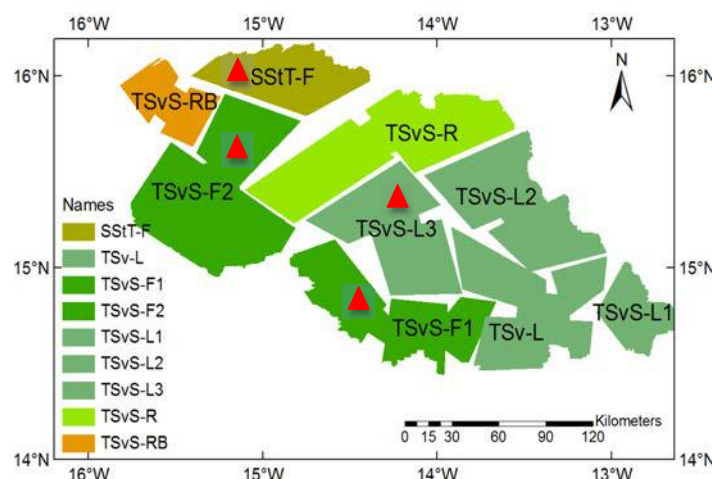 16°W 15°W 14°W 13°W
16°N 16°N
N
SStT-F
TSvS-RB
TSvS-R
TSvS-F2
TSvS-L2
TSvS-L3
15°N 15°N
TSvS-F1
TSv-L
TSvS-L1
Names
SStT-F
TSv-L
TSvS-F1
TSvS-F2
TSvS-L1
TSvS-L2
TSvS-L3
TSvS-R
TSvS-RB
Kilometers
0 15 30 60 90 120
14°N 14°N
16°W 15°W 14°W 13°W